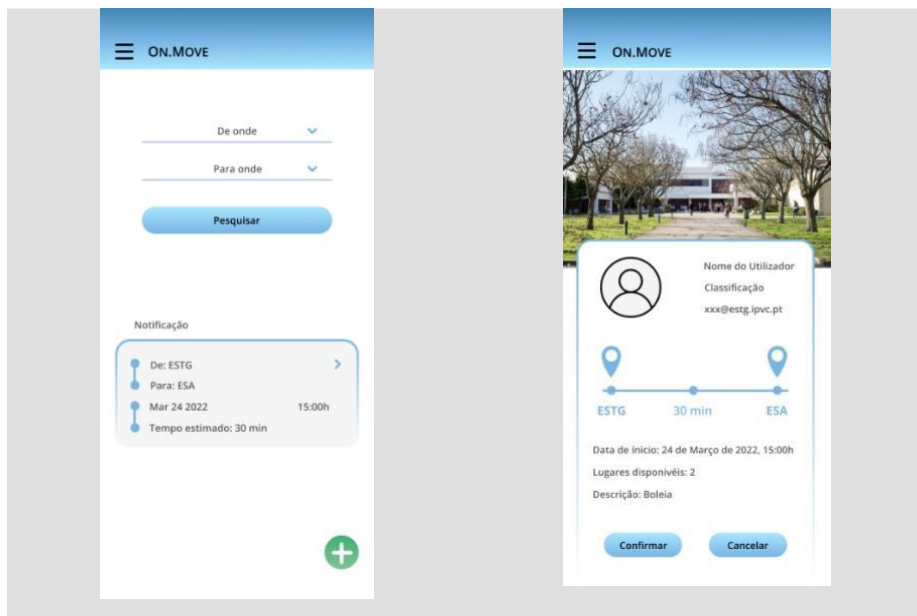 ON.MOVE
De onde
Para onde
Pesquisar
Notificação
De: ESTG
Para: ESA
Mar 24 2022 15:00h
Tempo estimado: 30 min
ON.MOVE
Nome do Utilizador
Classificação
xxx@estg.ipvc.pt
ESTG 30 min ESA
Data de inicio: 24 de Março de 2022, 15:00h
Lugares disponivéis: 2
Descrição: Boleia
Confirmar Cancelar